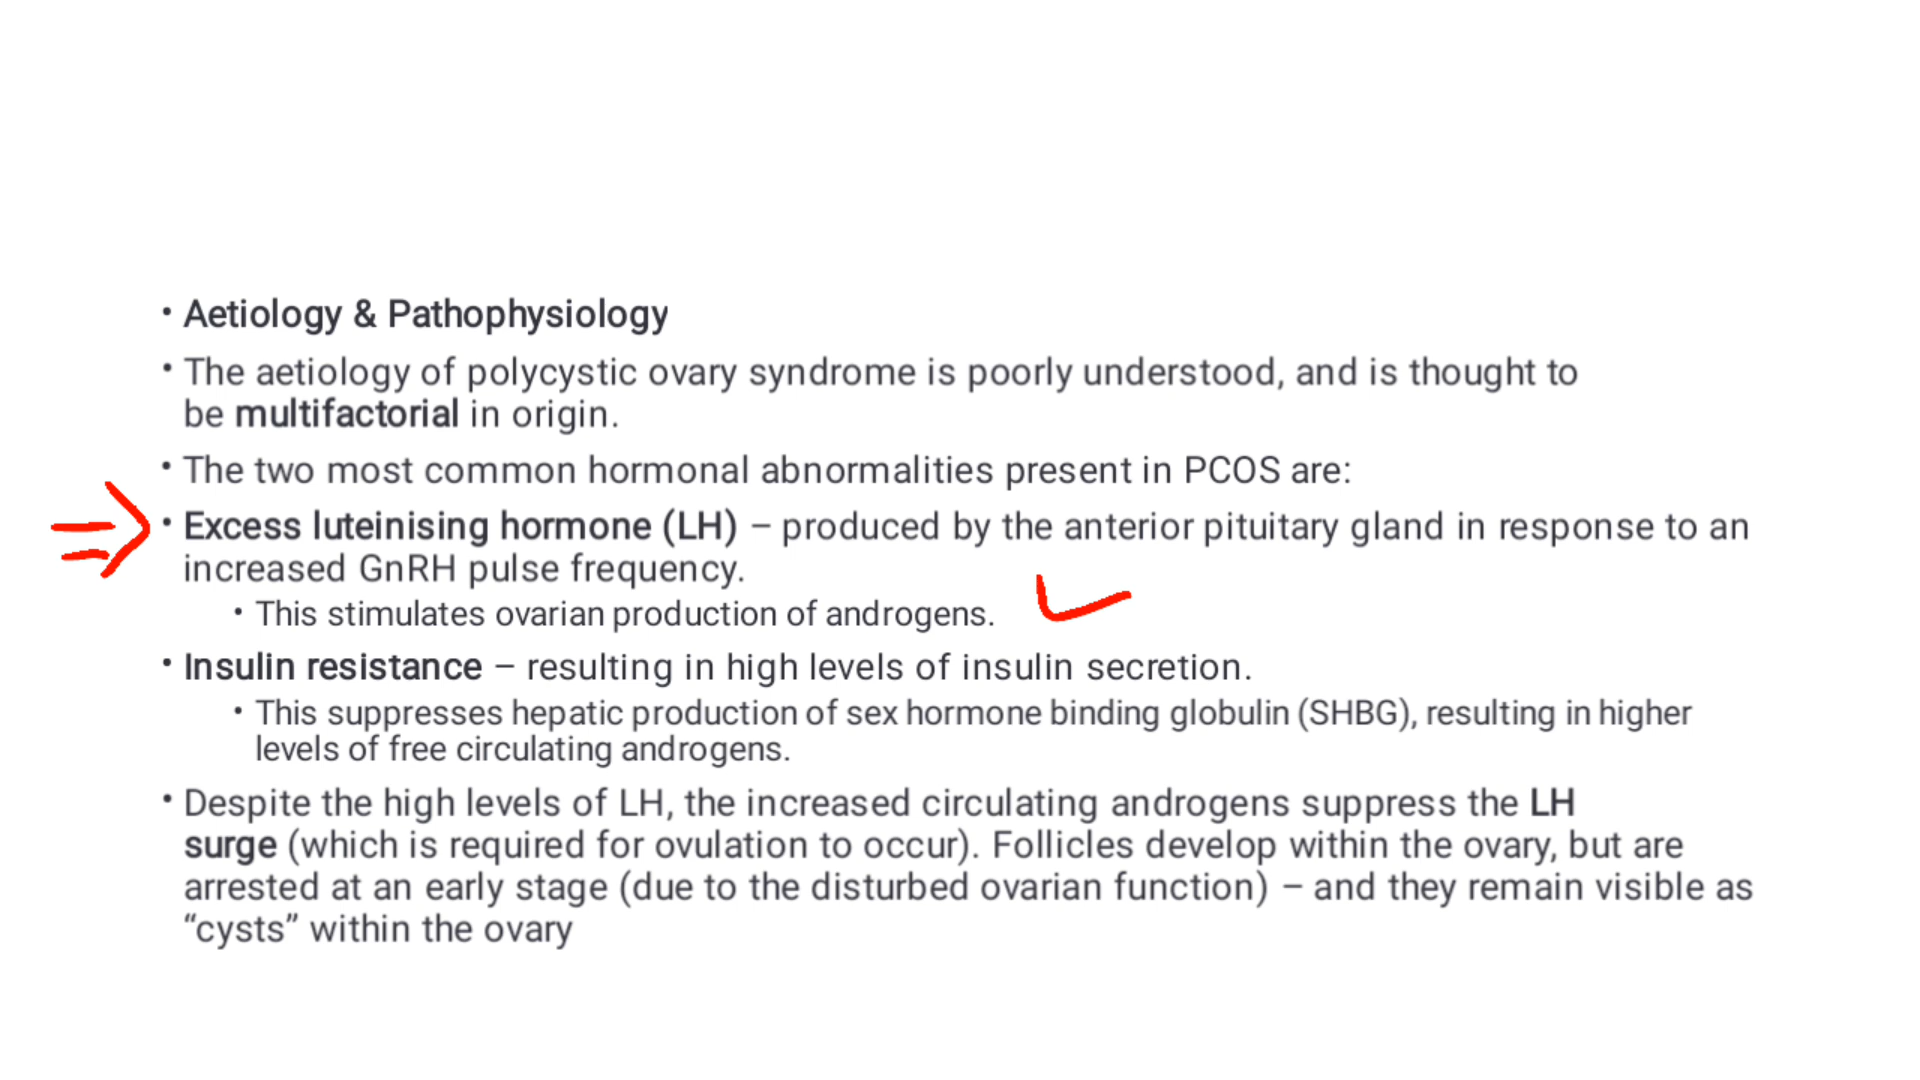 • Aetiology & Pathophysiology
• The aetiology of polycystic ovary syndrome is poorly understood, and is thought to
be multifactorial in origin.
• The two most common hormonal abnormalities present in PCOS are:
• Excess luteinising hormone (LH) – produced by the anterior pituitary gland in response to an
increased GnRH pulse frequency.
• This stimulates ovarian production of androgens.
• Insulin resistance – resulting in high levels of insulin secretion.
• This suppresses hepatic production of sex hormone binding globulin (SHBG), resulting in higher
levels of free circulating androgens.
• Despite the high levels of LH, the increased circulating androgens suppress the LH
surge (which is required for ovulation to occur). Follicles develop within the ovary, but are
arrested at an early stage (due to the disturbed ovarian function) – and they remain visible as
“cysts” within the ovary